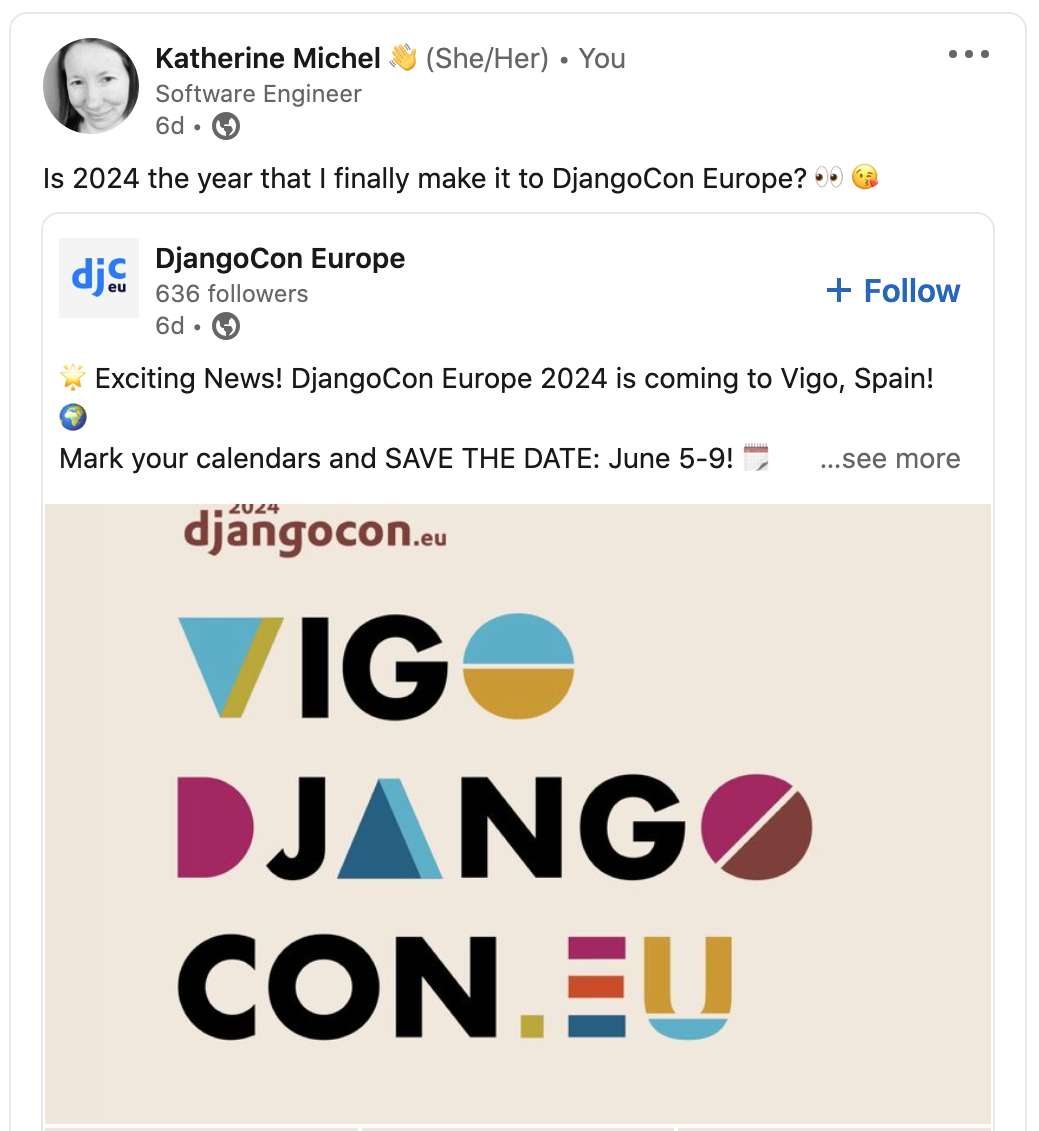 Katherine Michel 👋 (She/Her) • You
Software Engineer
6d •
Is 2024 the year that I finally make it to DjangoCon Europe? 👀 😘
djc eu
DjangoCon Europe
636 followers
6d •
+ Follow
🌟 Exciting News! DjangoCon Europe 2024 is coming to Vigo, Spain!
🌍
Mark your calendars and SAVE THE DATE: June 5-9! 🗓️ ...see more
2024
djangocon.eu
VIGO
DJANGO
CON.EU